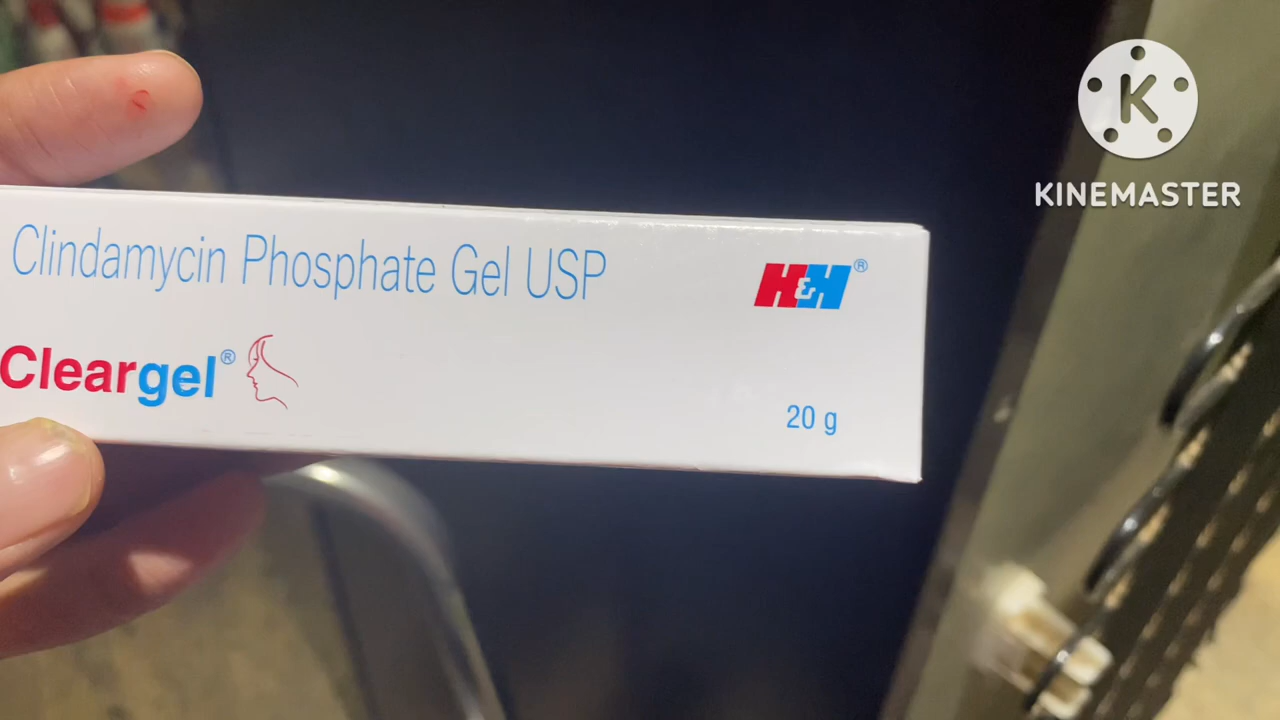 Clindamycin Phosphate Gel USP
H&H®
Cleargel®
20 g
K
KINEMASTER